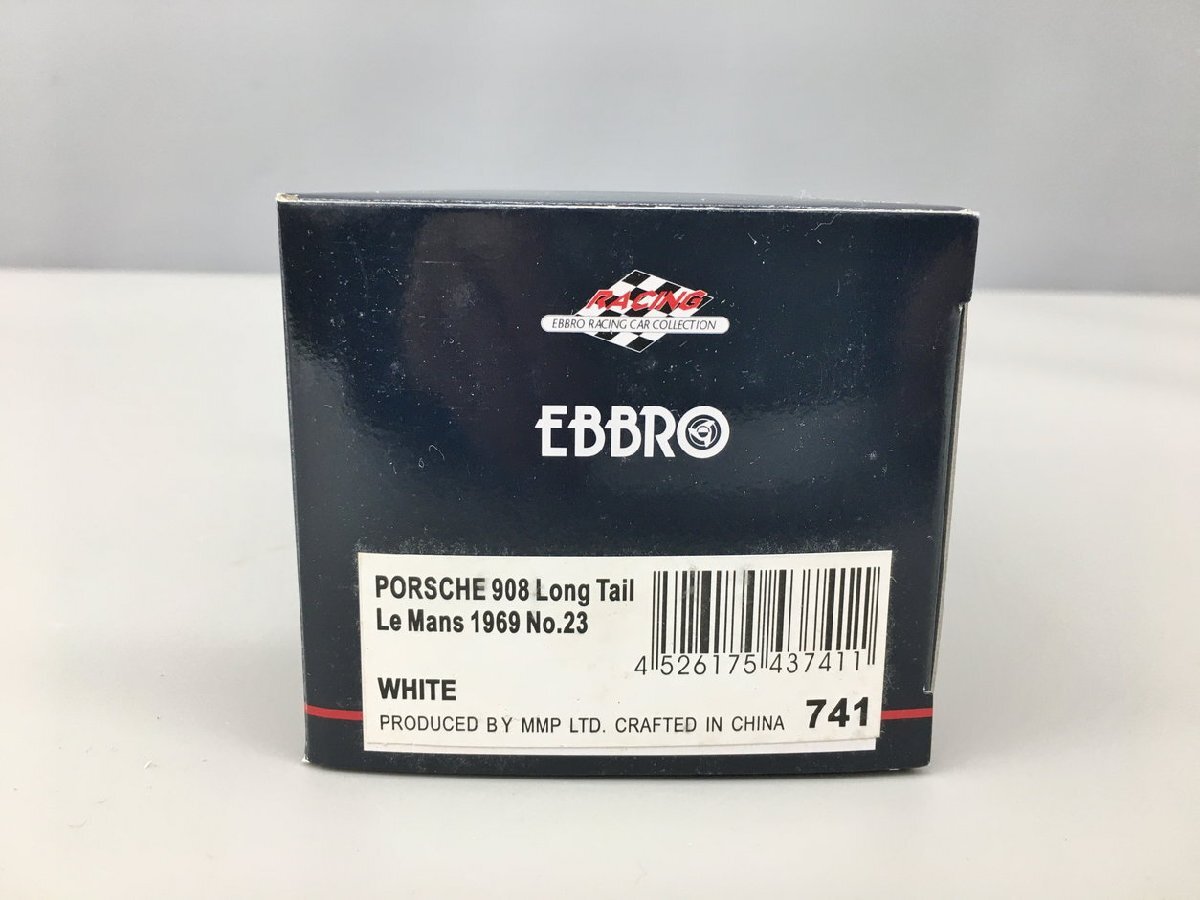 RACING
EBBRO RACING CAR COLLECTION
EBBRO
PORSCHE 908 Long Tail
Le Mans 1969 No.23
4 526175 437411
WHITE
PRODUCED BY MMP LTD. CRAFTED IN CHINA 741